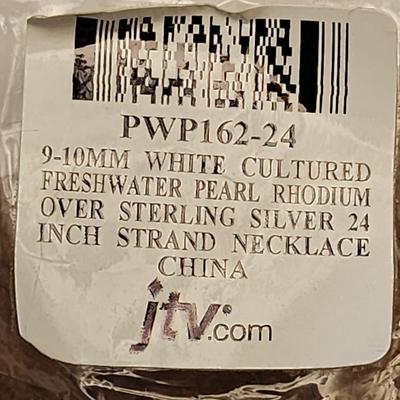 PWP162-24
9-10MM WHITE CULTURED
FRESHWATER PEARL RHODIUM
OVER STERLING SILVER 24
INCH STRAND NECKLACE
CHINA
jtv.com